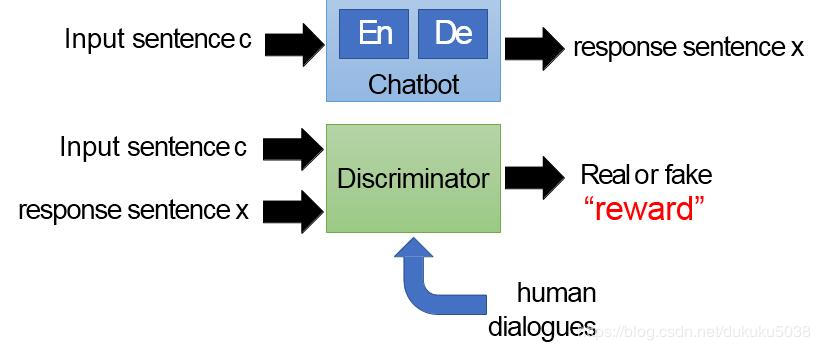 Input sentence c
En De
response sentence x
Chatbot
Input sentence c
Discriminator
Real or fake
"reward"
response sentence x
human
dialogues
https://blog.csdn.net/dukuku5038